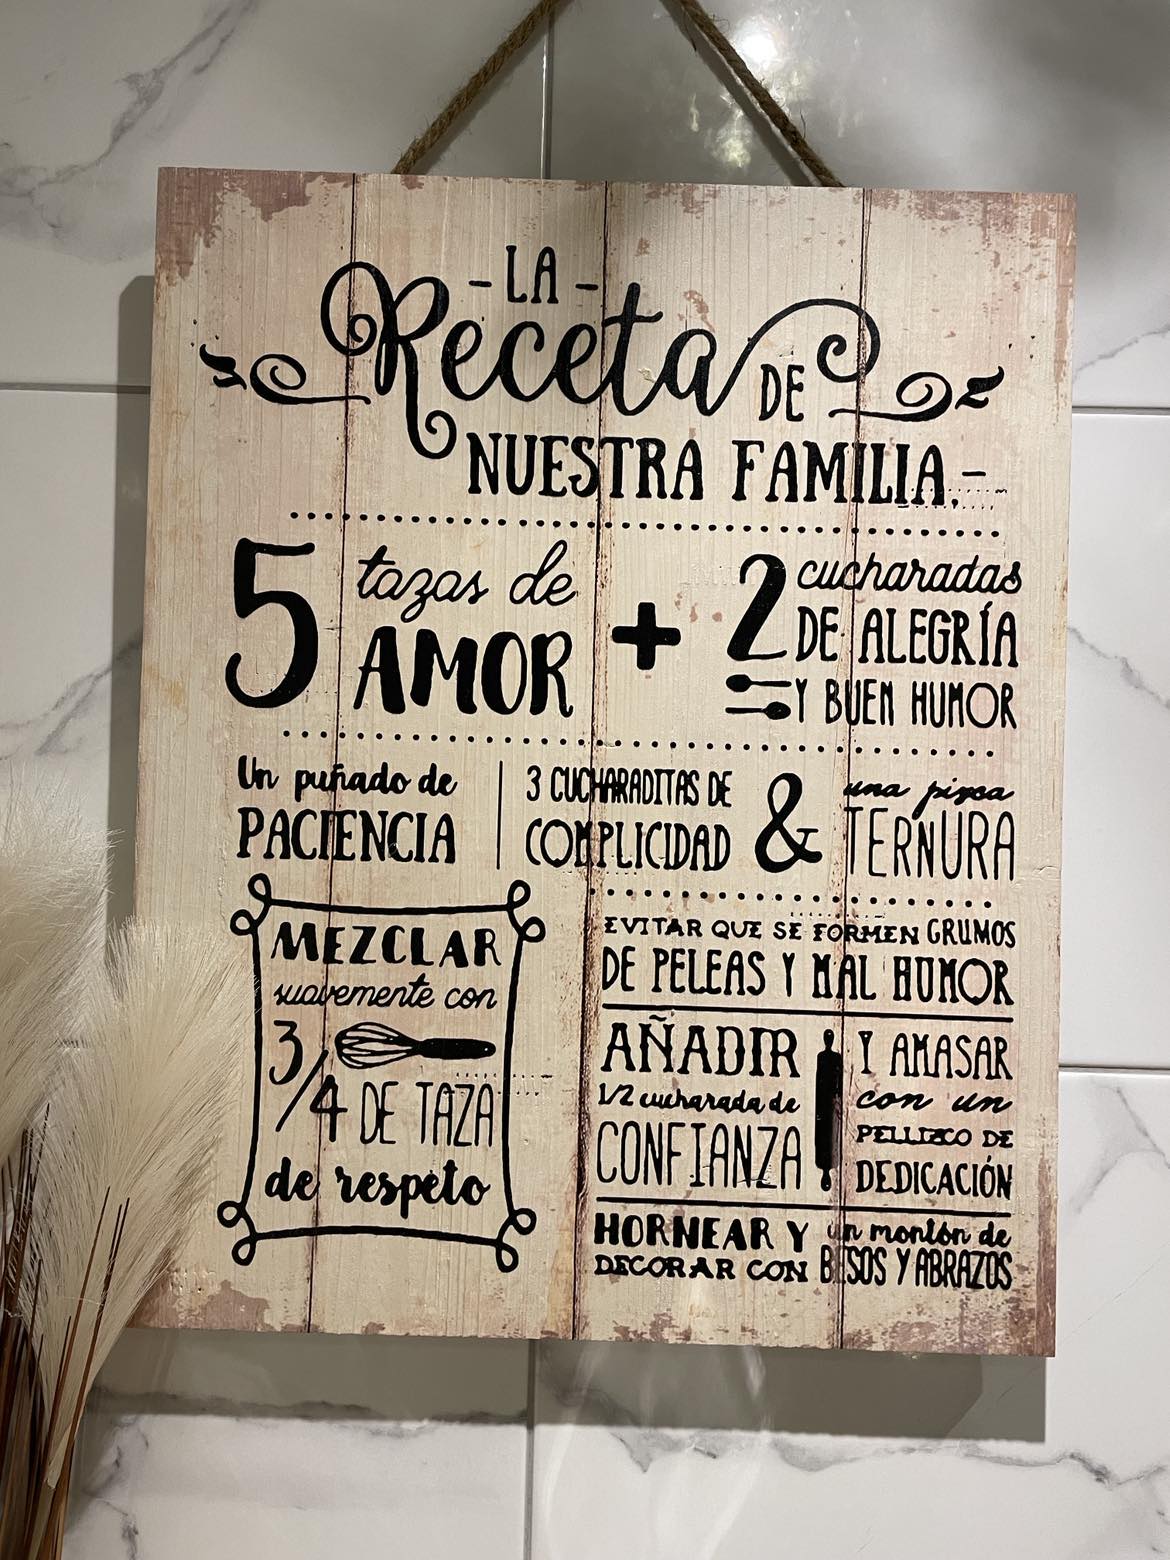 -LA-
Receta DE
NUESTRA FAMILIA.-
5 tazas de
AMOR
+
2 cucharadas
DE ALEGRÍA
Y BUEN HUMOR
Un puñado de
PACIENCIA
3 CUCHARADITAS DE
COMPLICIDAD
&
una pizca
TERNURA
MEZCLAR
suavemente con
3/4 DE TAZA
de respeto
EVITAR QUE SE FORMEN GRUMOS
DE PELEAS Y MAL HUMOR
AÑADIR
1/2 cucharada de
CONFIANZA
Y AMASAR
con un
PELLIZCO DE
DEDICACIÓN
HORNEAR Y un montón de
DECORAR CON BESOS Y ABRAZOS